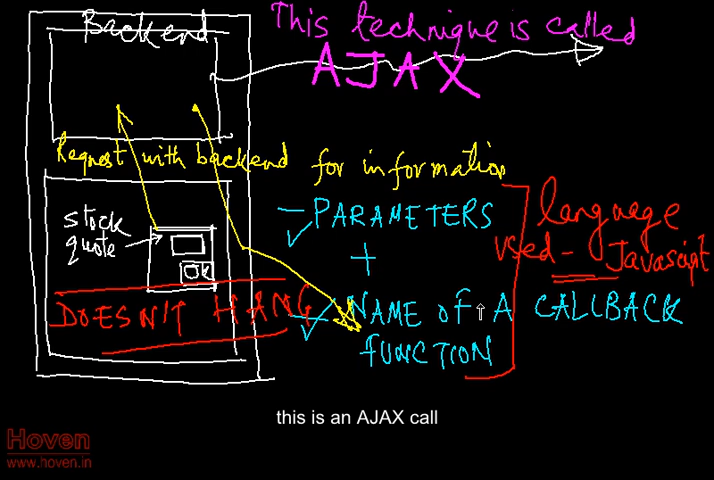 Backend
This technique is called
AJAX
Request with backend for information
stock
quote
OK
DOESN'T HANG
- PARAMETERS
+
- NAME OF A CALLBACK
FUNCTION
language
used - Javascript
this is an AJAX call
Hoven
www.hoven.in